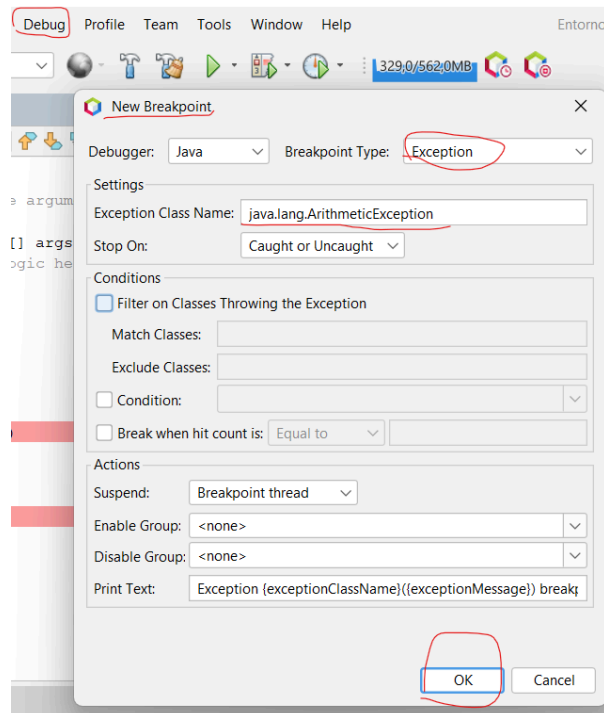 Debug Profile Team Tools Window Help Entorno
329,0/562,0MB
New Breakpoint
Debugger: Java Breakpoint Type: Exception
Settings
e argum
Exception Class Name: java.lang.ArithmeticException
[] args
Stop On: Caught or Uncaught
ogic he
Conditions
Filter on Classes Throwing the Exception
Match Classes:
Exclude Classes:
Condition:
Break when hit count is: Equal to
Actions
Suspend: Breakpoint thread
Enable Group: <none>
Disable Group: <none>
Print Text: Exception {exceptionClassName}({exceptionMessage}) breakp
OK Cancel